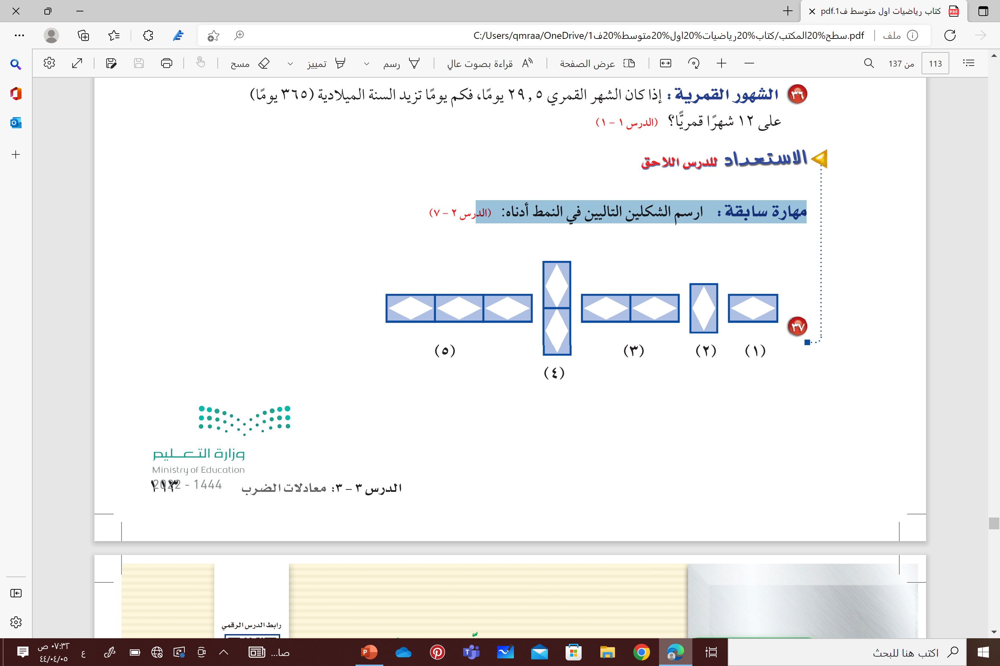 كتاب رياضيات اول متوسط ف1.pdf
ملف
C:/Users/qmraa/OneDrive/سطح%20المكتب/كتاب%20رياضيات%20اول%20متوسط%20ف1.pdf
113
من 137
عرض الصفحة
قراءة بصوت عالٍ
رسم
تمييز
مسح
٣٦ الشهور القمرية : إذا كان الشهر القمري ٢٩,٥ يومًا، فكم يومًا تزيد السنة الميلادية (٣٦٥ يومًا)
على ١٢ شهرًا قمريًّا؟ (الدرس ١ – ١)
الاستعداد للدرس اللاحق
مهارة سابقة : ارسم الشكلين التاليين في النمط أدناه: (الدرس ٢ – ٧)
٣٧
(١) (٢) (٣) (٥)
(٤)
وزارة التعليم
Ministry of Education
2022 - 1444
الدرس ٣ – ٣: معادلات الضرب ١١٣
رابط الدرس الرقمي
اكتب هنا للبحث
صا...
ع
٠٧:٣٢ ص
٤٤/٠٤/٠٥